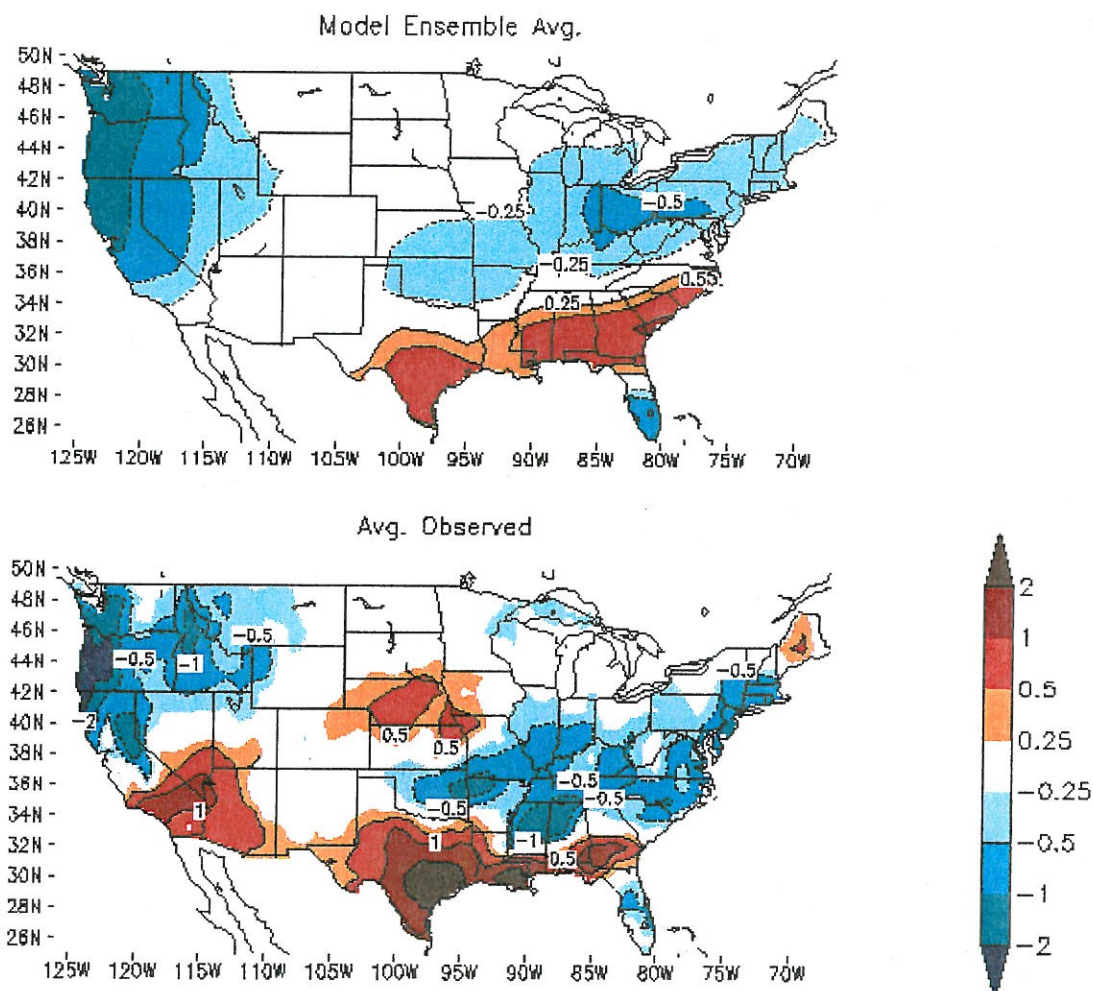 Model Ensemble Avg.
50N
48N
46N
44N
42N
40N
38N
36N
34N
32N
30N
28N
26N
-0.25
-0.5
-0.25
0.5
0.25
125W 120W 115W 110W 105W 100W 95W 90W 85W 80W 75W 70W
Avg. Observed
50N
48N
46N
44N
42N
40N
38N
36N
34N
32N
30N
28N
26N
-0.5
-0.5
-1
-0.5
-2
0.5
0.5
-0.5
-0.5
-0.5
1
1
-1
0.5
125W 120W 115W 110W 105W 100W 95W 90W 85W 80W 75W 70W
2
1
0.5
0.25
-0.25
-0.5
-1
-2